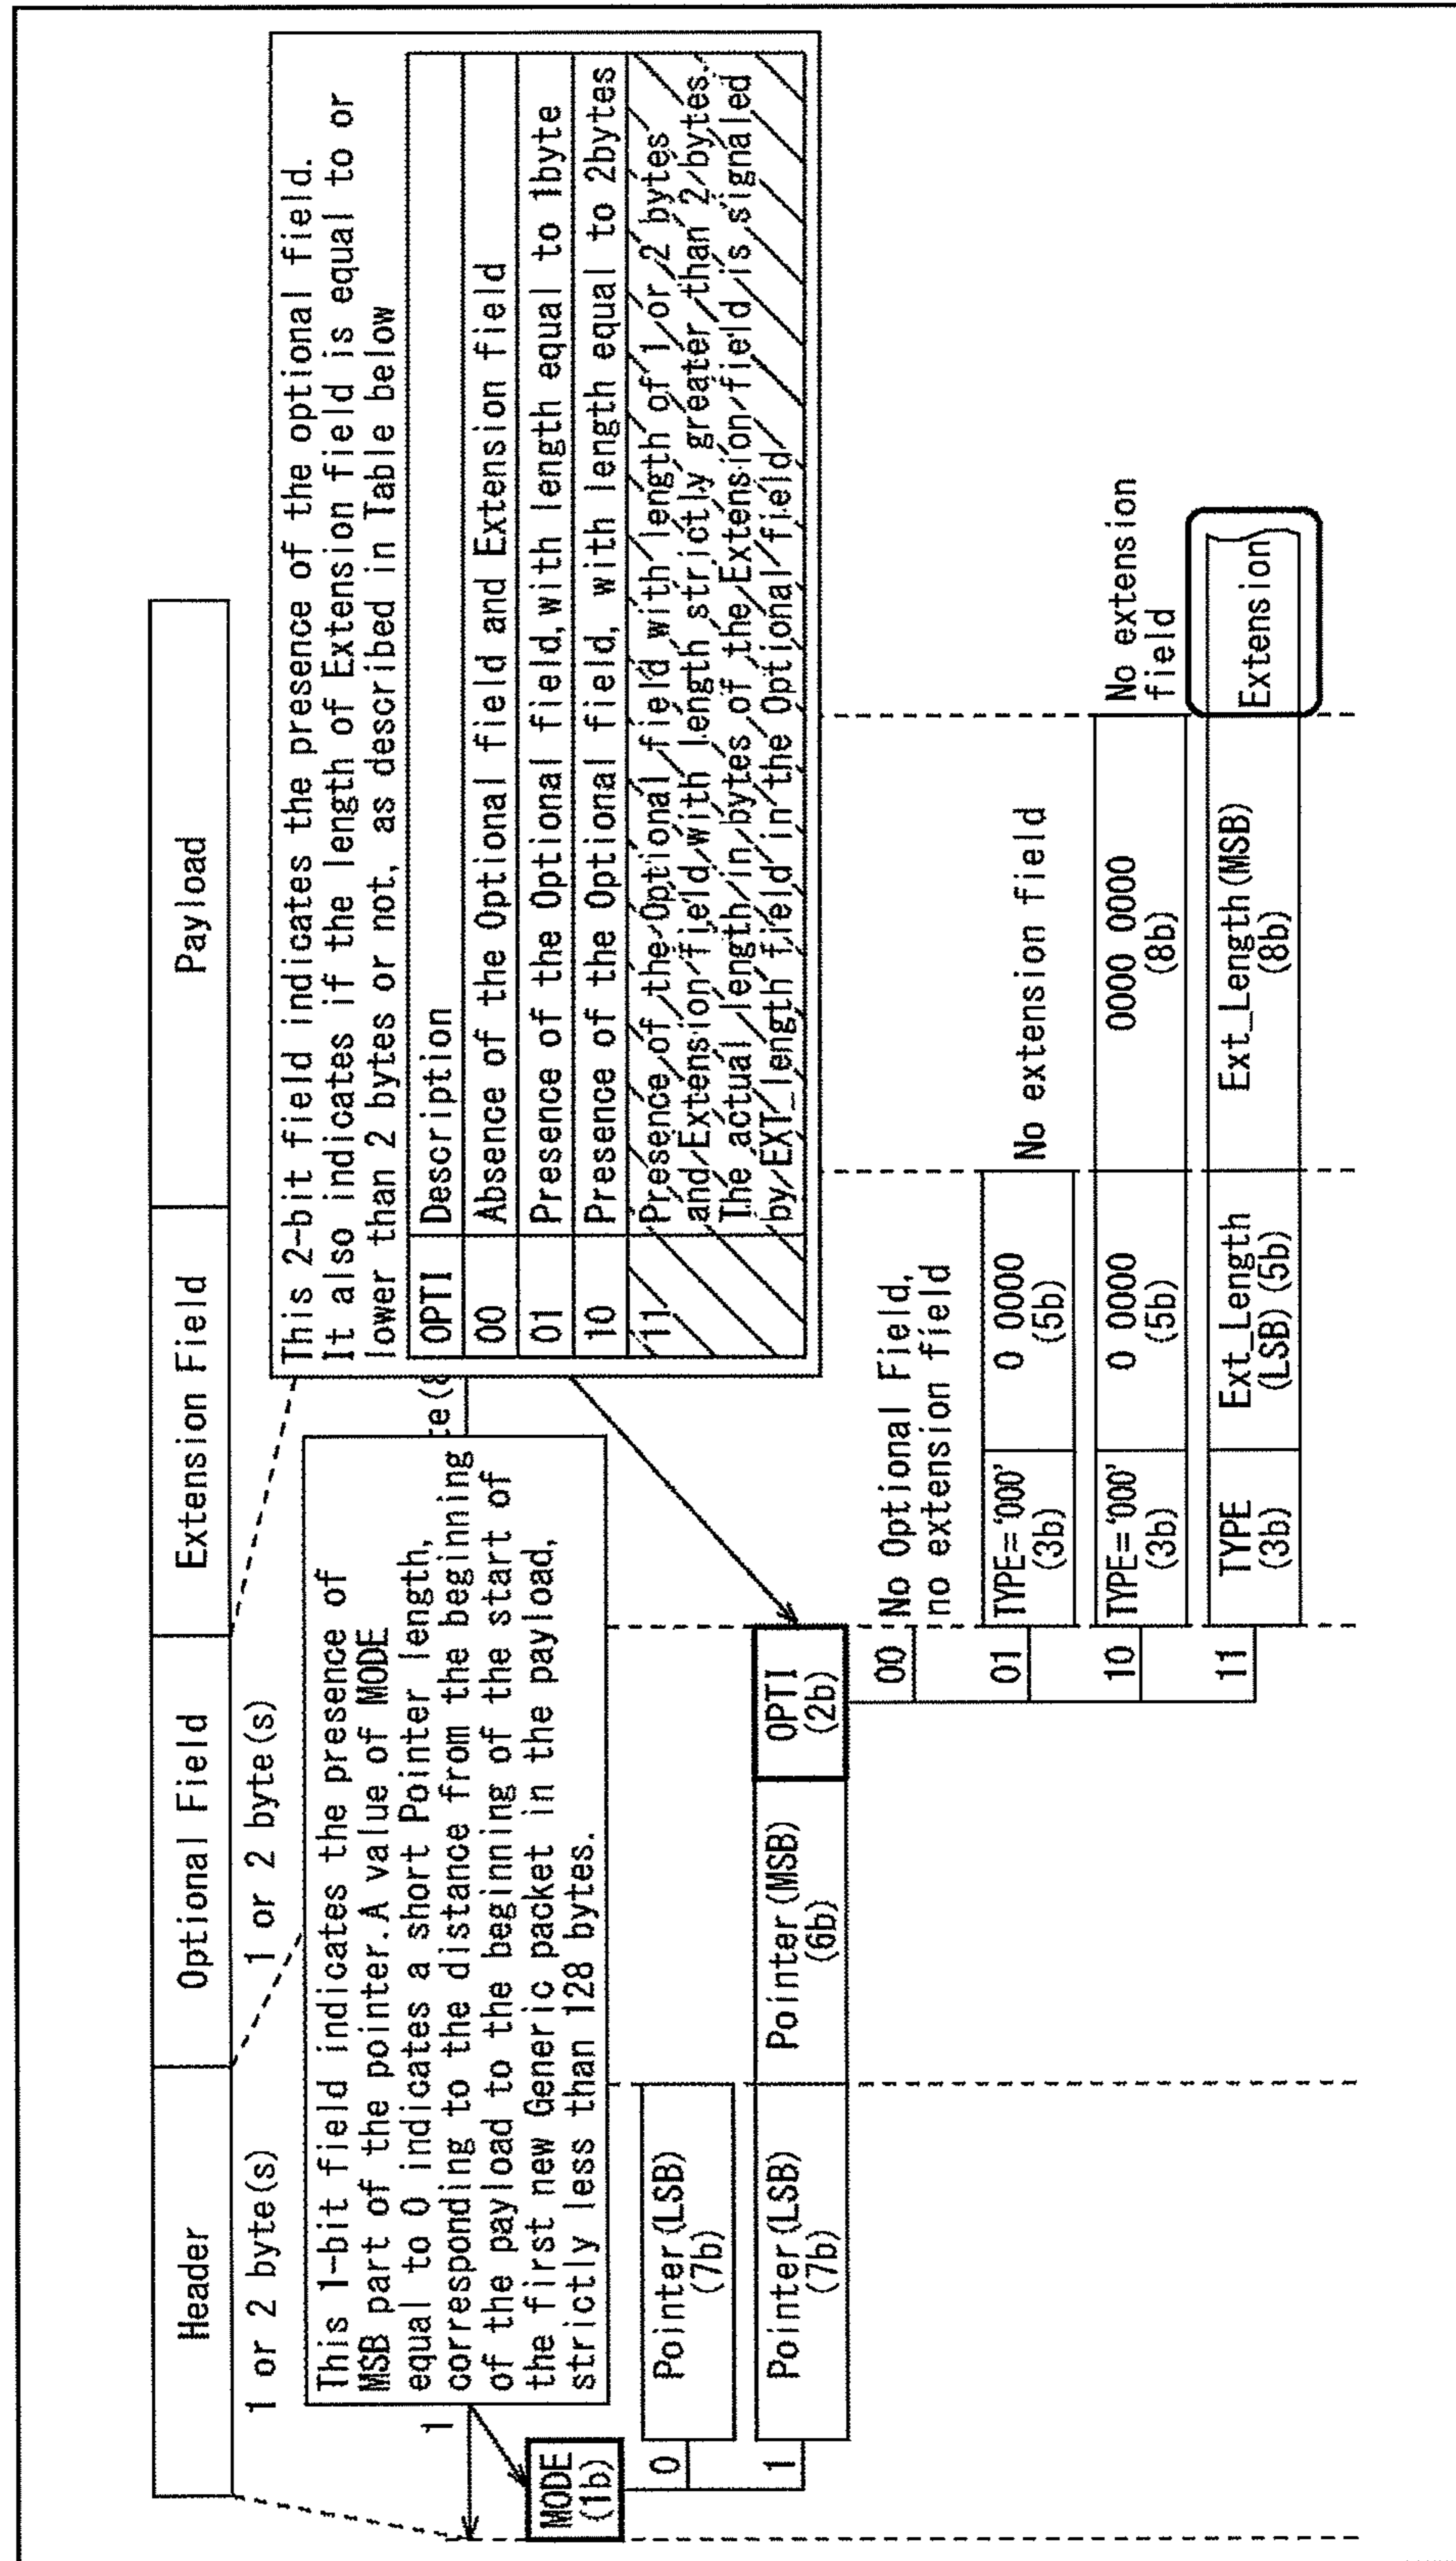 Header
Optional Field
Extension Field
Payload
1 or 2 byte(s)
1 or 2 byte(s)
This 2-bit field indicates the presence of the optional field.
It also indicates if the length of Extension field is equal to or
lower than 2 bytes or not, as described in Table below
OPTI Description
00 Absence of the Optional field and Extension field
01 Presence of the Optional field, with length equal to 1byte
10 Presence of the Optional field, with length equal to 2bytes
11 Presence of the Optional field with length of 1 or 2 bytes
and Extension field with length strictly greater than 2 bytes.
The actual length in bytes of the Extension field is signaled
by EXT_length field in the Optional field
This 1-bit field indicates the presence of
MSB part of the pointer. A value of MODE
equal to 0 indicates a short Pointer length,
corresponding to the distance from the beginning
of the payload to the beginning of the start of
the first new Generic packet in the payload,
strictly less than 128 bytes.
1
MODE
(1b)
0
Pointer(LSB)
(7b)
1
Pointer(LSB)
(7b)
Pointer(MSB)
(6b)
OPTI
(2b)
00
No Optional Field,
no extension field
01
TYPE=‘000’
(3b)
0 0000
(5b)
No extension field
10
TYPE=‘000’
(3b)
0 0000
(5b)
0000 0000
(8b)
No extension
field
11
TYPE
(3b)
Ext_Length
(LSB) (5b)
Ext_Length(MSB)
(8b)
Extension